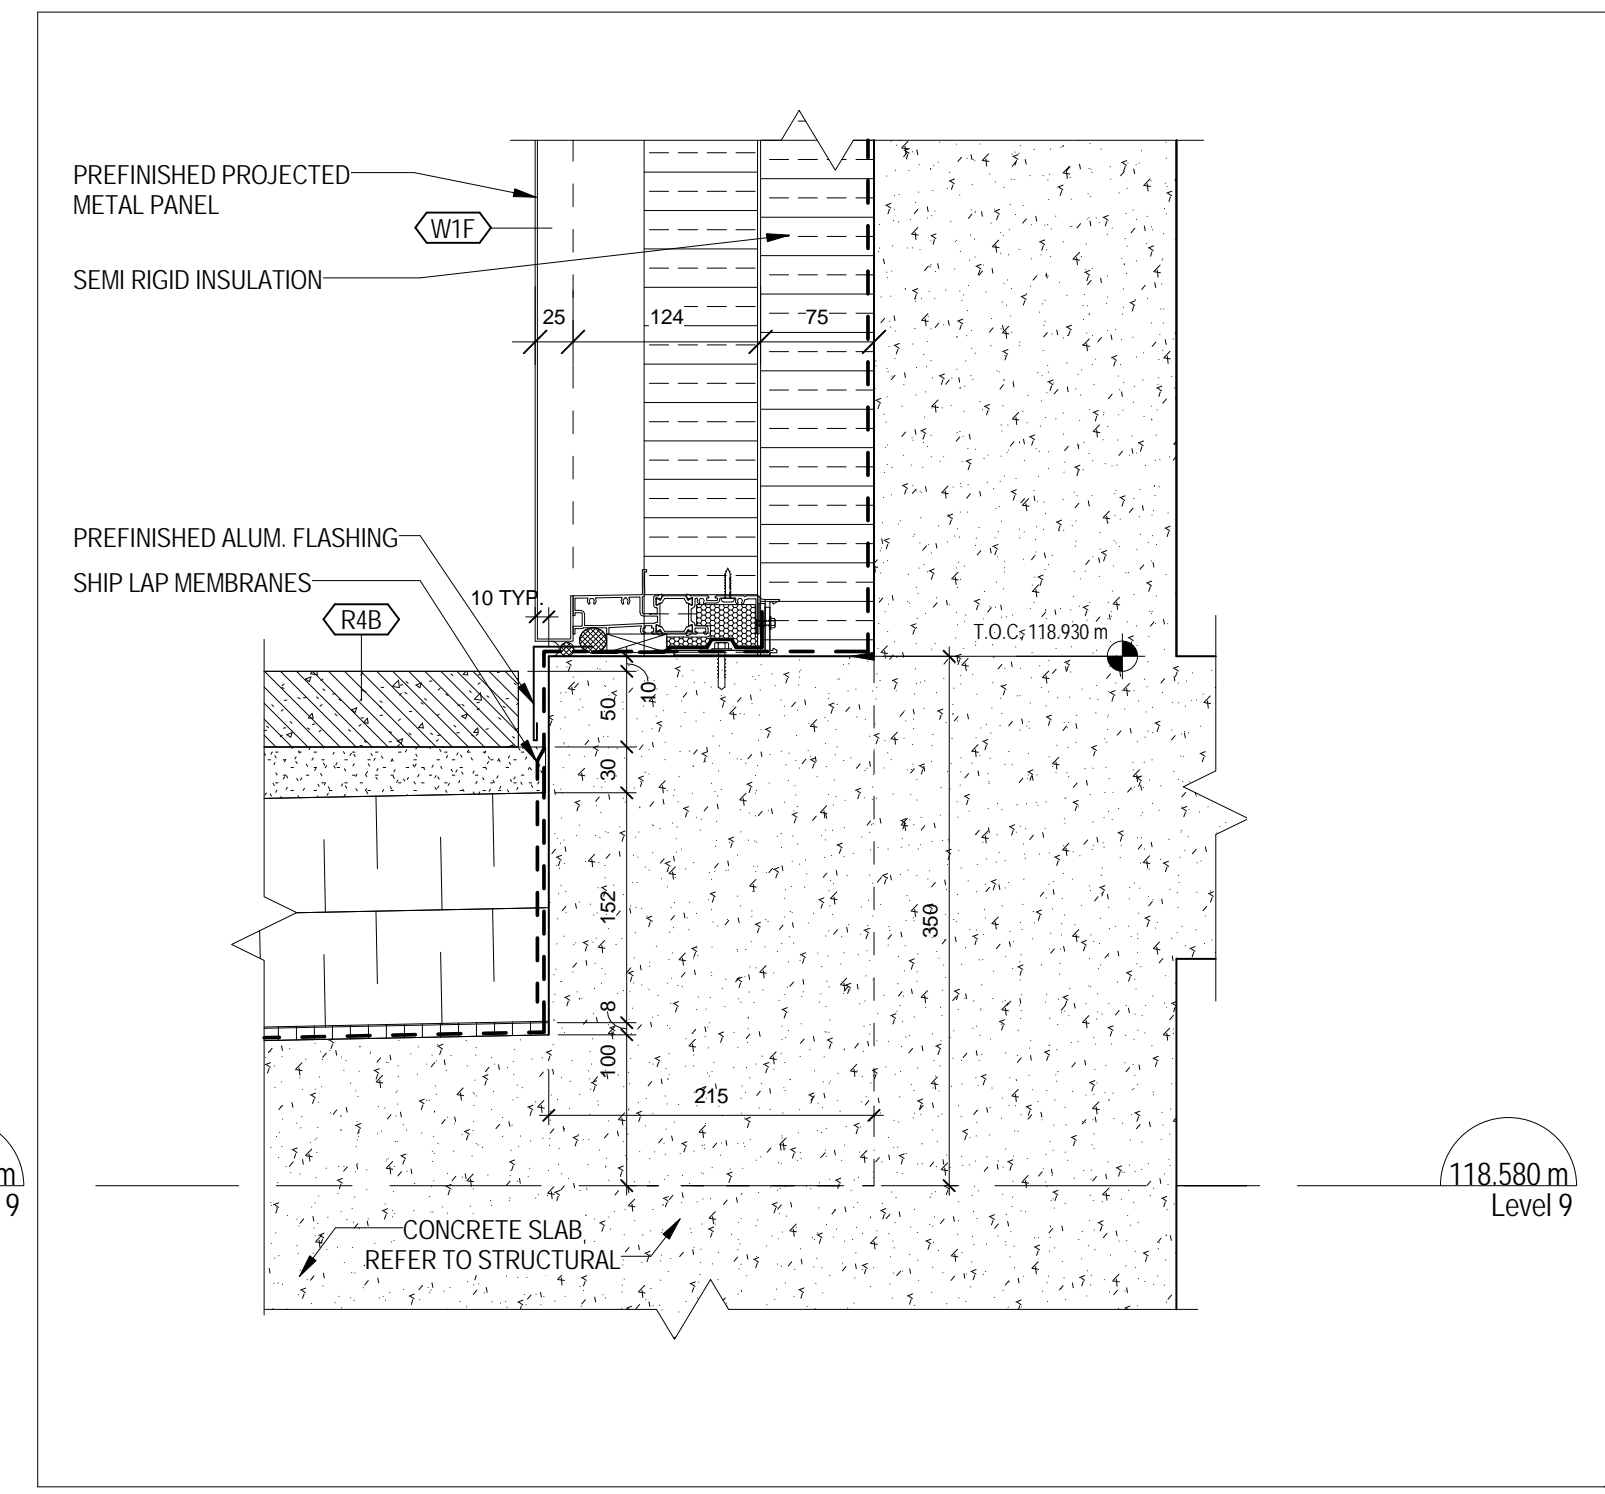 PREFINISHED PROJECTED
METAL PANEL
W1F
SEMI RIGID INSULATION
25
124
75
PREFINISHED ALUM. FLASHING
SHIP LAP MEMBRANES
10 TYP.
R4B
T.O.C. 118.930 m
10
50
30
152
350
8
100
215
m
9
118.580 m
Level 9
CONCRETE SLAB
REFER TO STRUCTURAL